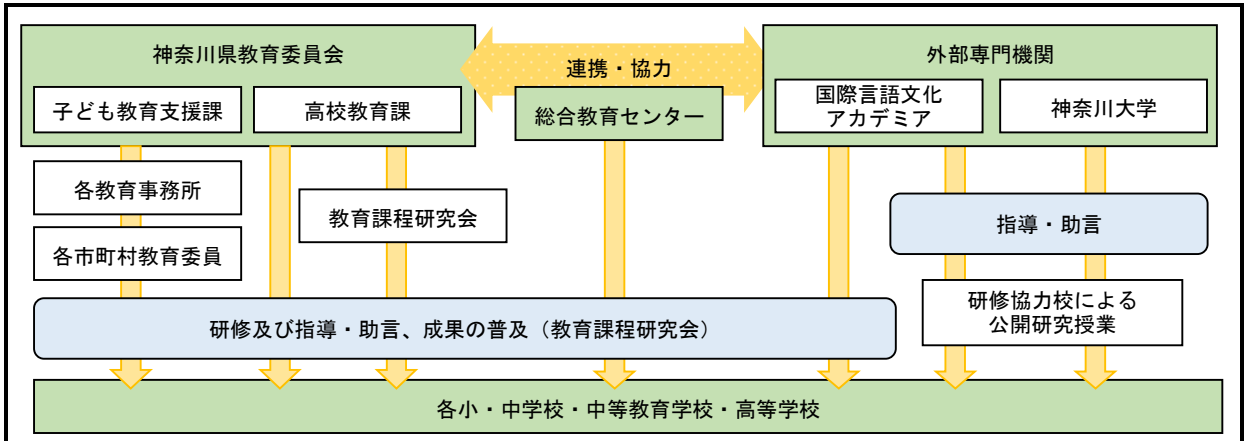 神奈川県教育委員会
連携・協力
外部専門機関
子ども教育支援課
高校教育課
総合教育センター
国際言語文化
アカデミア
神奈川大学
各教育事務所
教育課程研究会
指導・助言
各市町村教育委員
研修協力校による
公開研究授業
研修及び指導・助言、成果の普及（教育課程研究会）
各小・中学校・中等教育学校・高等学校